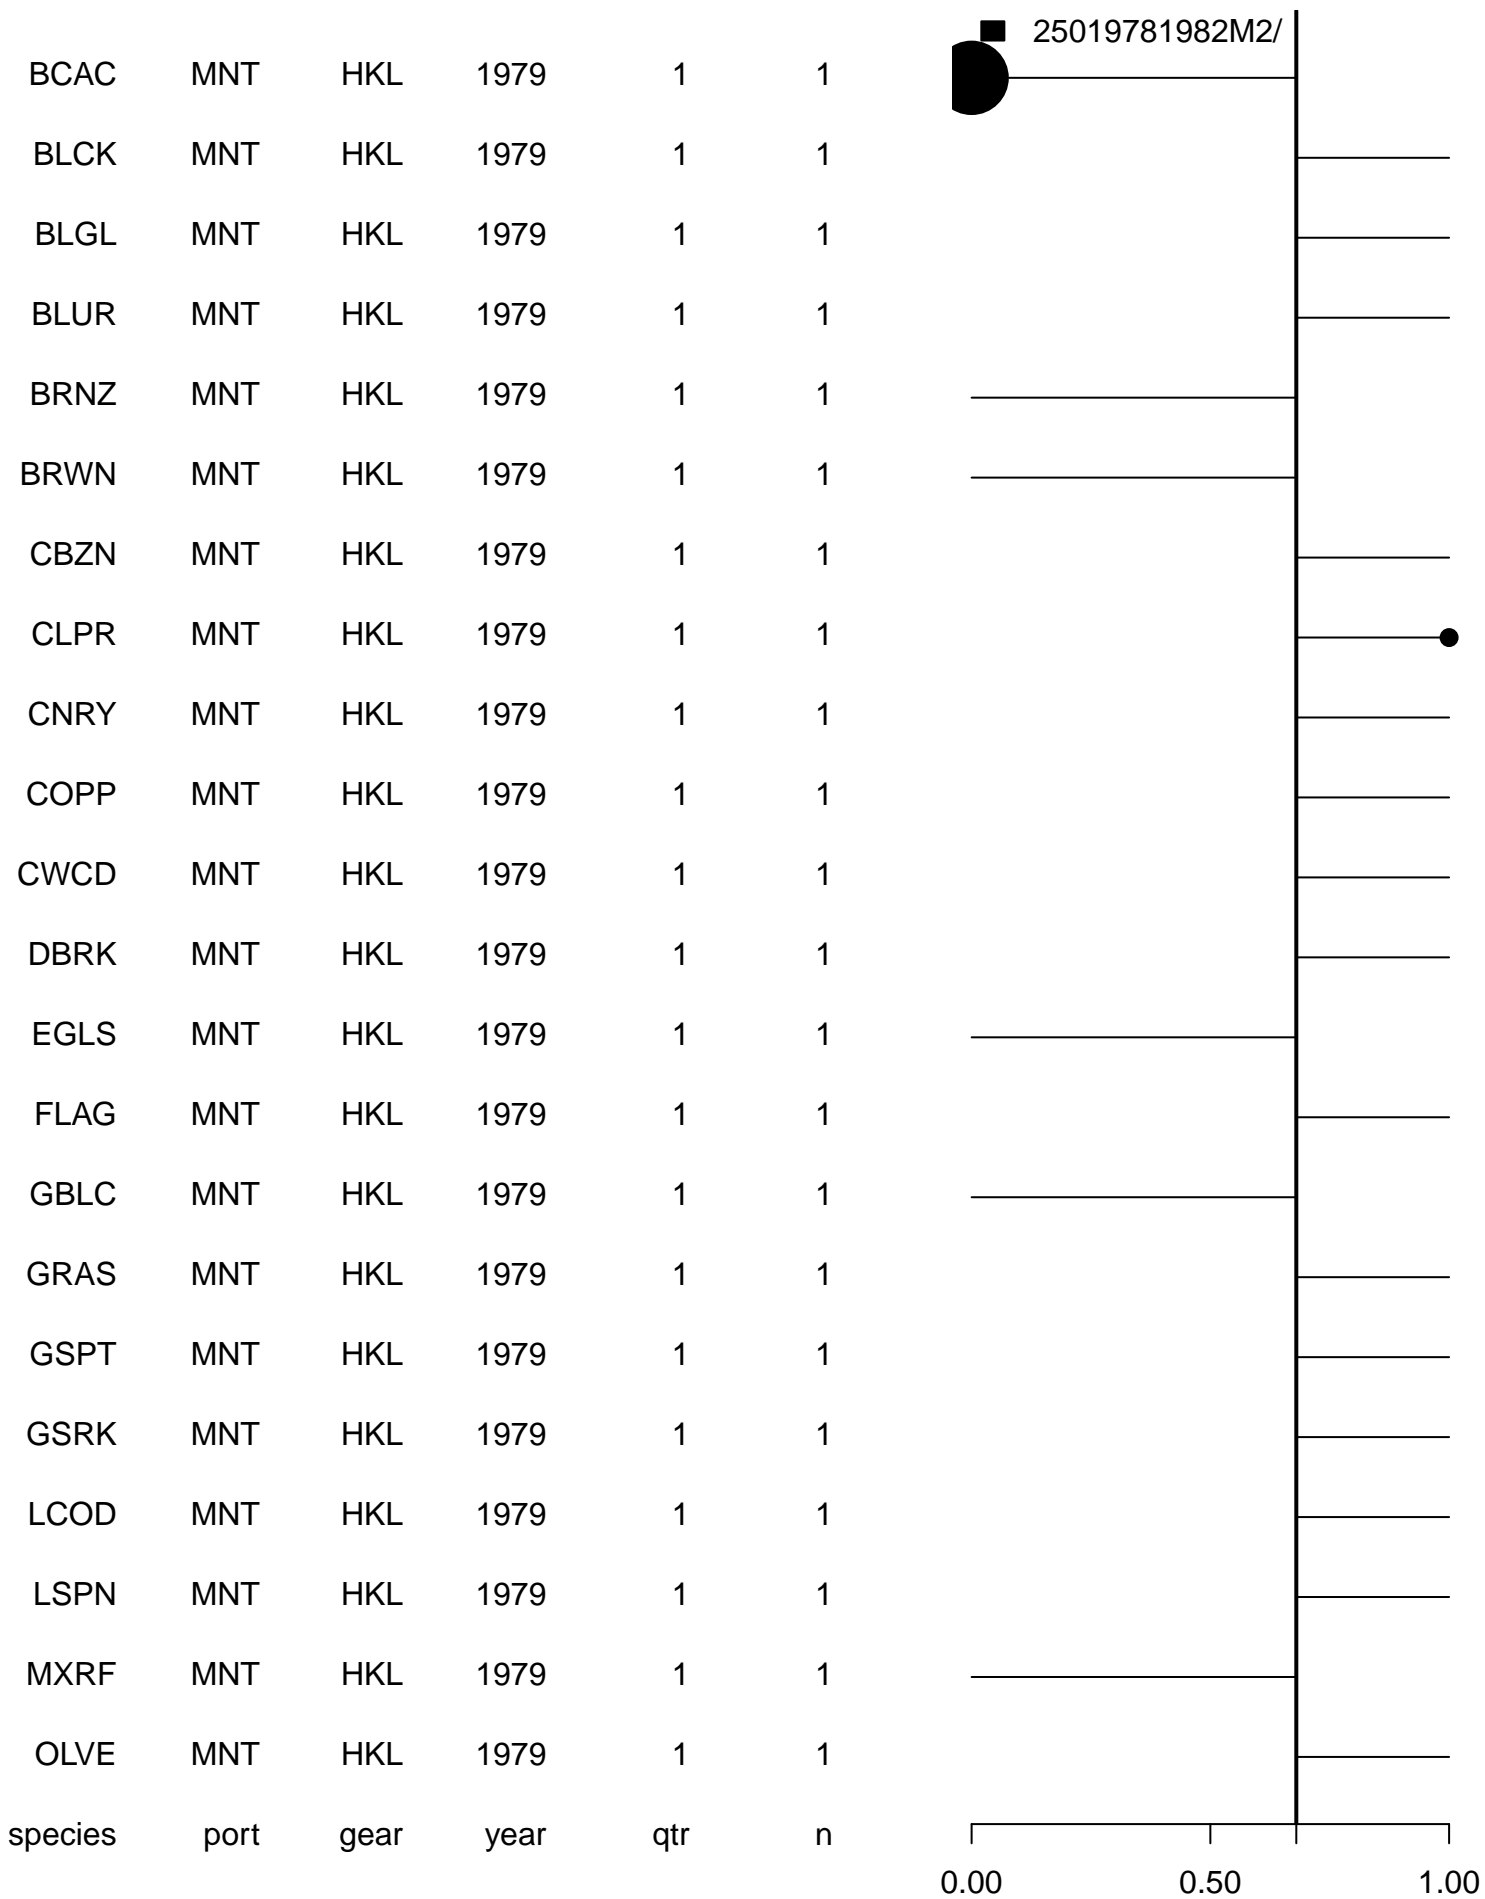 25019781982M2/
BCAC MNT HKL 1979 1 1
BLCK MNT HKL 1979 1 1
BLGL MNT HKL 1979 1 1
BLUR MNT HKL 1979 1 1
BRNZ MNT HKL 1979 1 1
BRWN MNT HKL 1979 1 1
CBZN MNT HKL 1979 1 1
CLPR MNT HKL 1979 1 1
CNRY MNT HKL 1979 1 1
COPP MNT HKL 1979 1 1
CWCD MNT HKL 1979 1 1
DBRK MNT HKL 1979 1 1
EGLS MNT HKL 1979 1 1
FLAG MNT HKL 1979 1 1
GBLC MNT HKL 1979 1 1
GRAS MNT HKL 1979 1 1
GSPT MNT HKL 1979 1 1
GSRK MNT HKL 1979 1 1
LCOD MNT HKL 1979 1 1
LSPN MNT HKL 1979 1 1
MXRF MNT HKL 1979 1 1
OLVE MNT HKL 1979 1 1
species port gear year qtr n
0.00 0.50 1.00